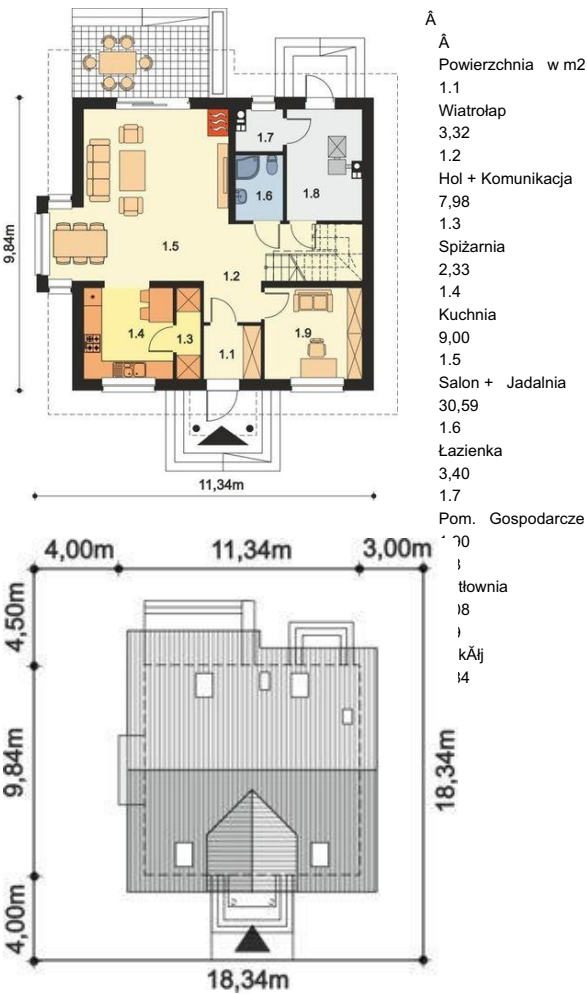 Â
Â
Powierzchnia w m2
1.1
Wiatrołap
3,32
1.2
Hol + Komunikacja
7,98
1.3
Spiżarnia
2,33
1.4
Kuchnia
9,00
1.5
Salon + Jadalnia
30,59
1.6
Łazienka
3,40
1.7
Pom. Gospodarcze
1.7
1.6
1.8
1.5
1.2
1.4
1.3
1.1
1.9
9,84m
11,34m
4,00m 11,34m 3,00m
4,50m
9,84m
4,00m
18,34m
18,34m